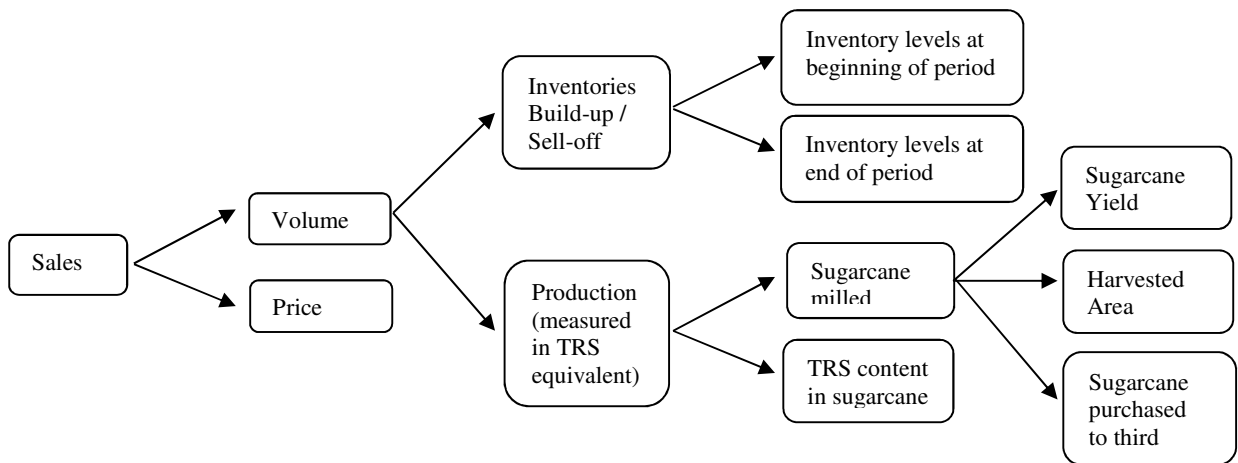 Sales
Volume
Price
Inventories
Build-up /
Sell-off
Production
(measured
in TRS
equivalent)
Inventory levels at
beginning of period
Inventory levels at
end of period
Sugarcane
milled
TRS content
in sugarcane
Sugarcane
Yield
Harvested
Area
Sugarcane
purchased
to third